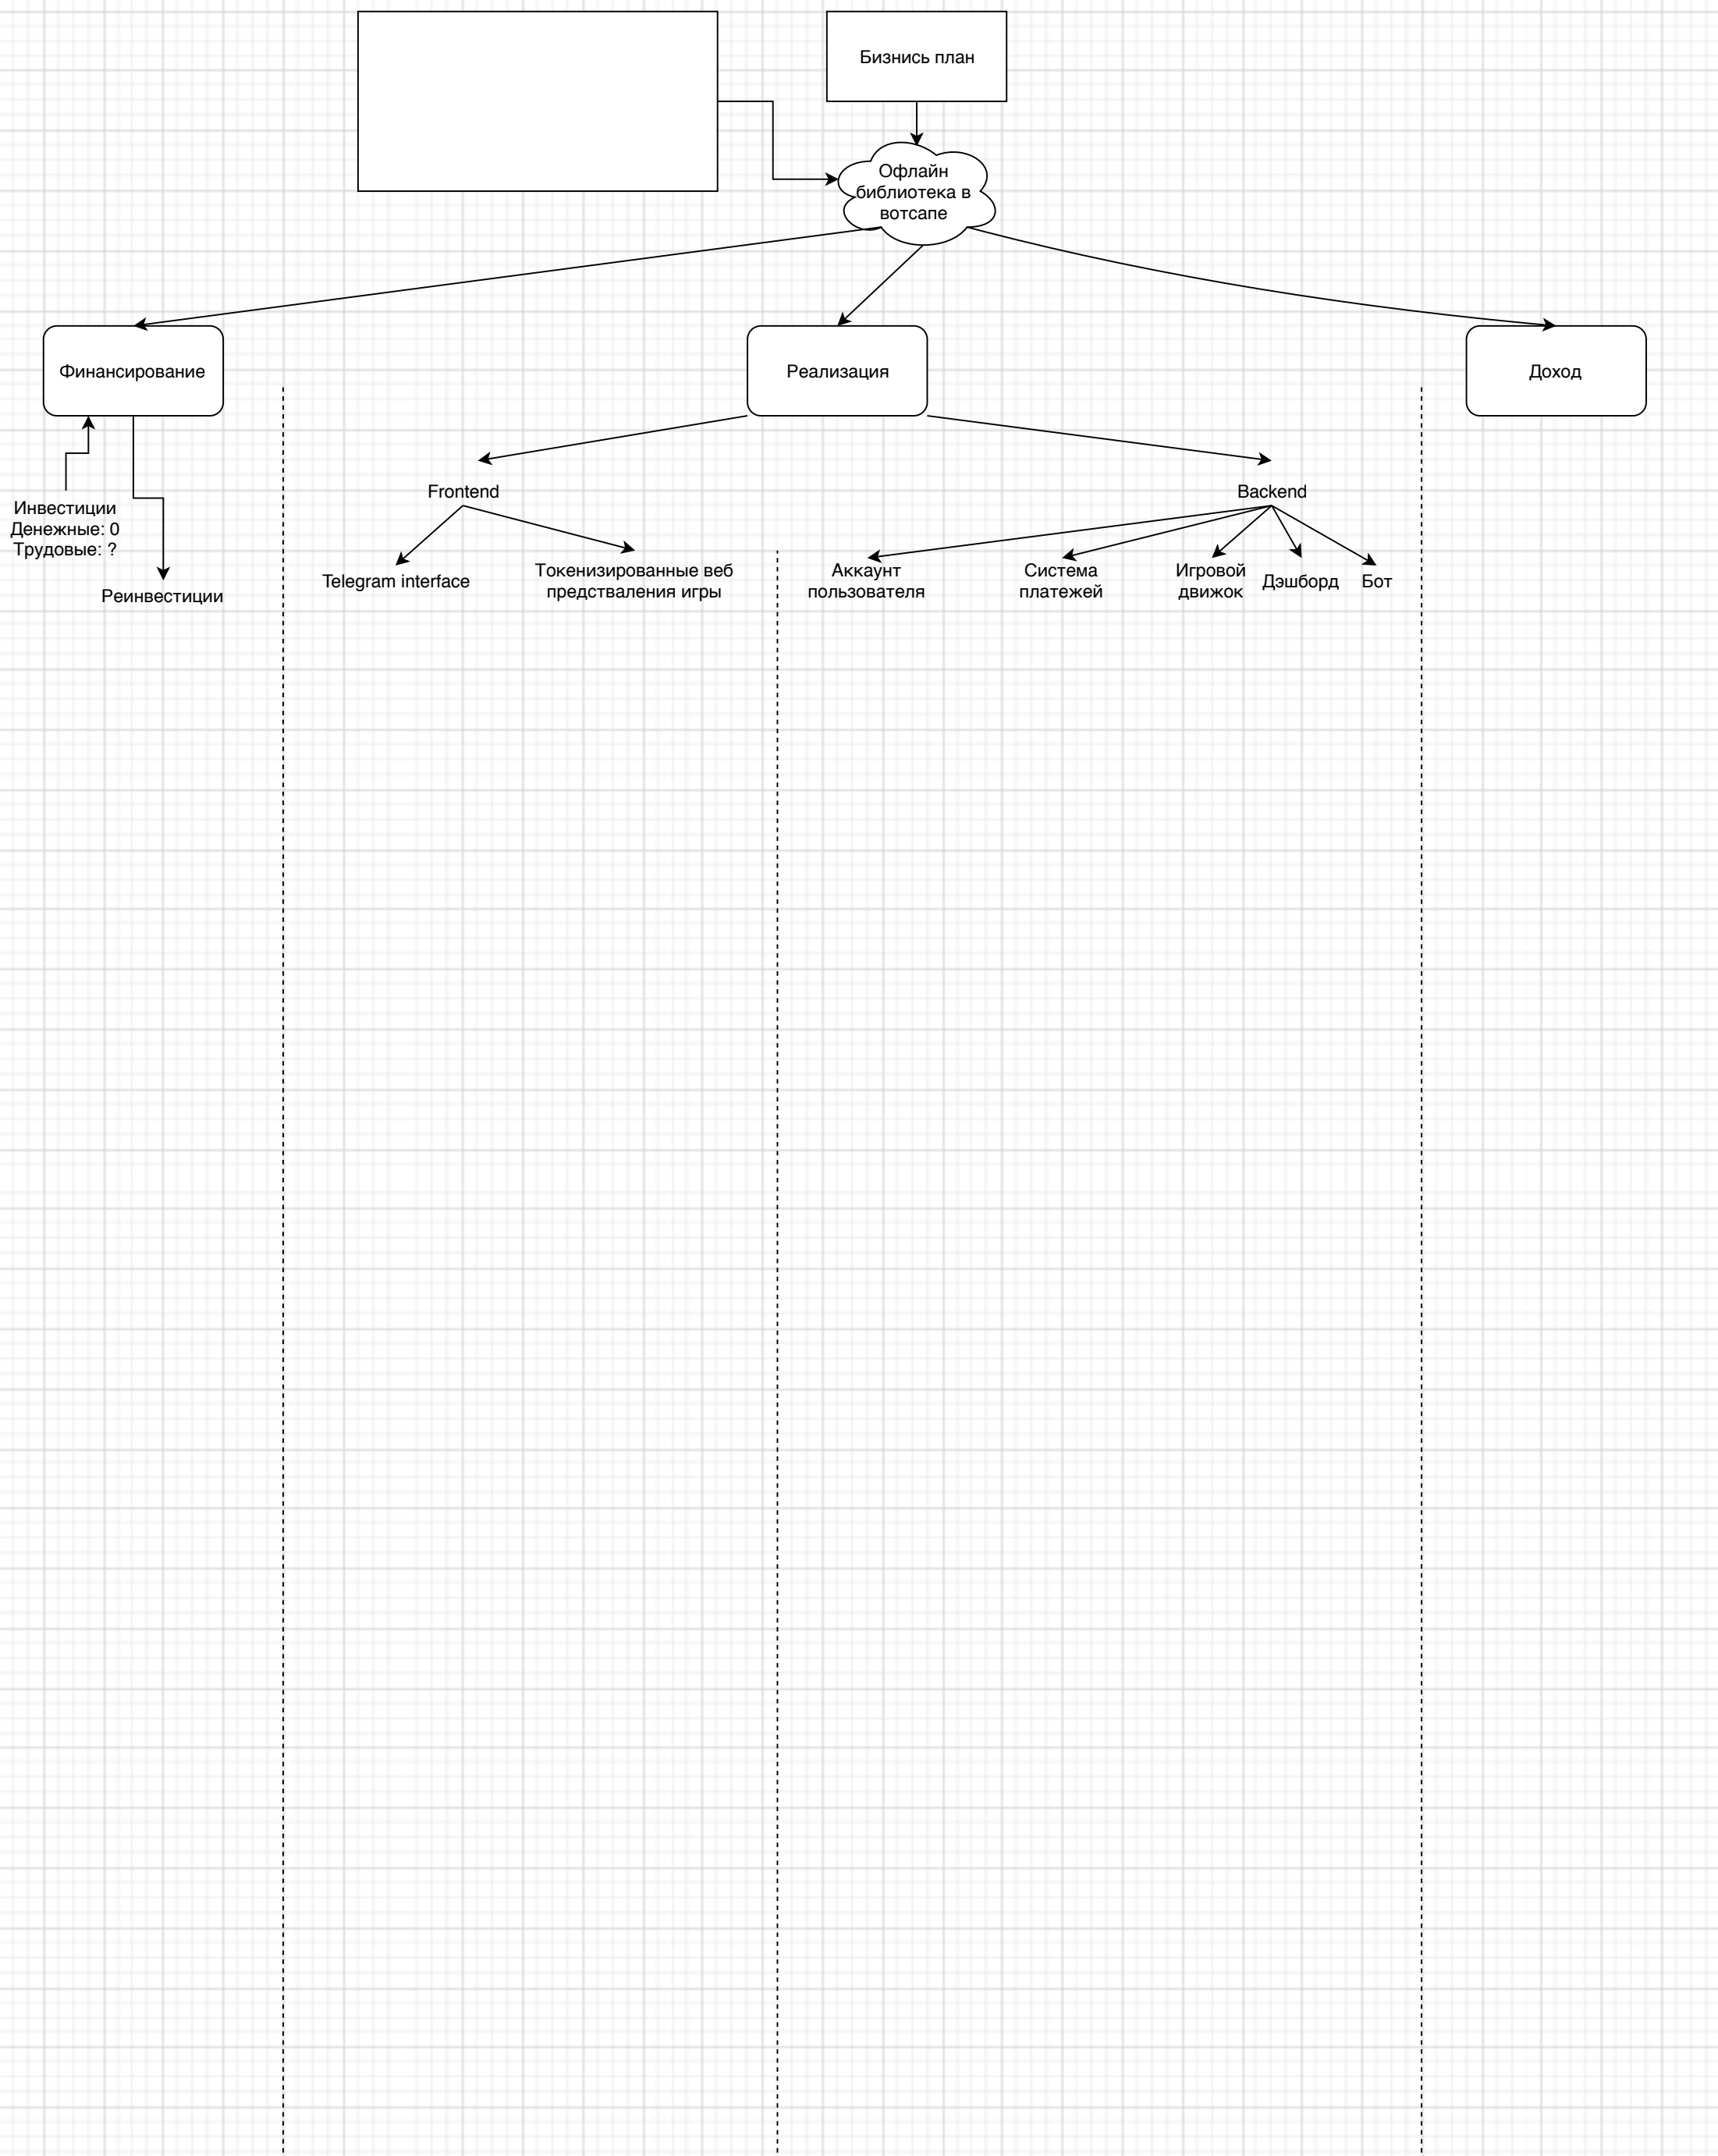 Бизнись план
Офлайн
библиотека в
вотсапе
Финансирование
Реализация
Доход
Инвестиции
Денежные: 0
Трудовые: ?
Реинвестиции
Frontend
Backend
Telegram interface
Токенизированные веб
предстваления игры
Аккаунт
пользователя
Система
платежей
Игровой
движок
Дэшборд
Бот